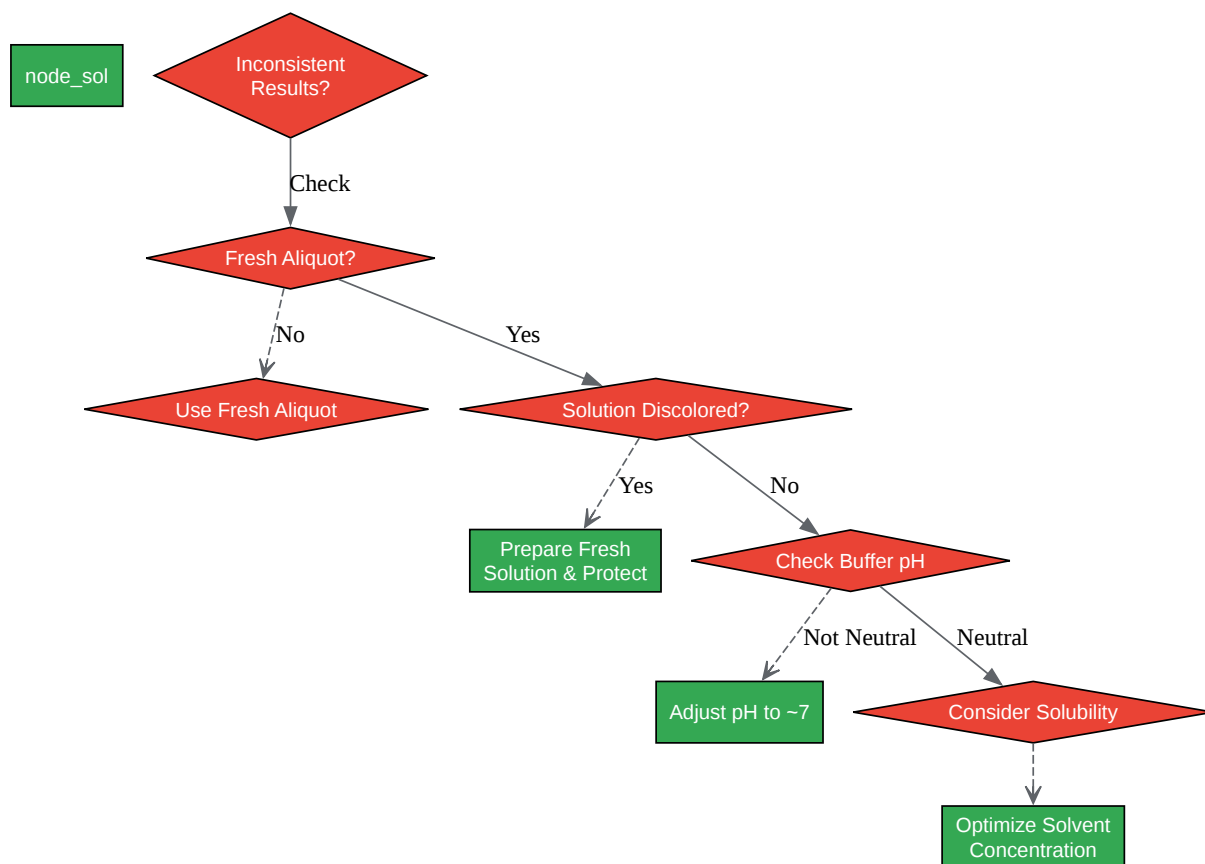 node_sol
Inconsistent
Results?
Check
Fresh Aliquot?
No
Yes
Use Fresh Aliquot
Solution Discolored?
Yes
No
Prepare Fresh
Solution & Protect
Check Buffer pH
Not Neutral
Neutral
Adjust pH to ~7
Consider Solubility
Optimize Solvent
Concentration